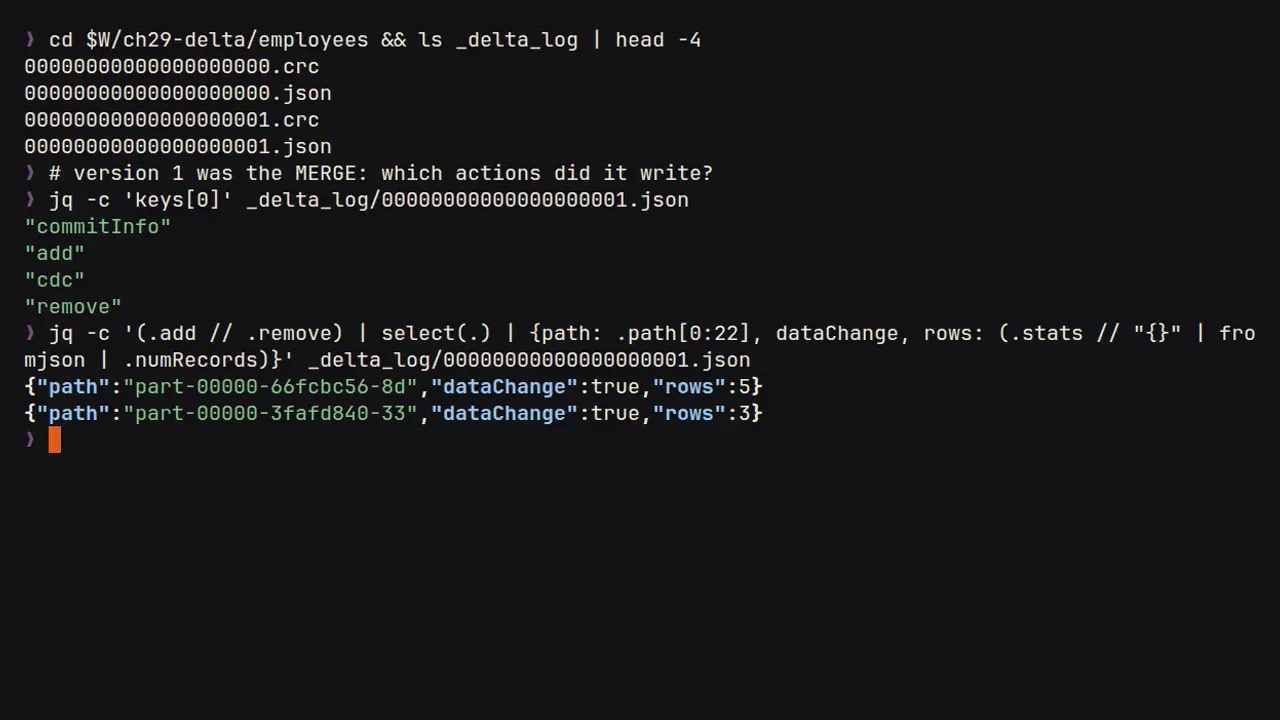 ❯ cd $W/ch29-delta/employees && ls _delta_log | head -4
00000000000000000000.crc
00000000000000000000.json
00000000000000000001.crc
00000000000000000001.json
❯ # version 1 was the MERGE: which actions did it write?
❯ jq -c 'keys[0]' _delta_log/00000000000000000001.json
"commitInfo"
"add"
"cdc"
"remove"
❯ jq -c '(.add // .remove) | select(.) | {path: .path[0:22], dataChange, rows: (.stats // "{}" | fro
mjson | .numRecords)}' _delta_log/00000000000000000001.json
{"path":"part-00000-66fcbc56-8d","dataChange":true,"rows":5}
{"path":"part-00000-3fafd840-33","dataChange":true,"rows":3}
❯